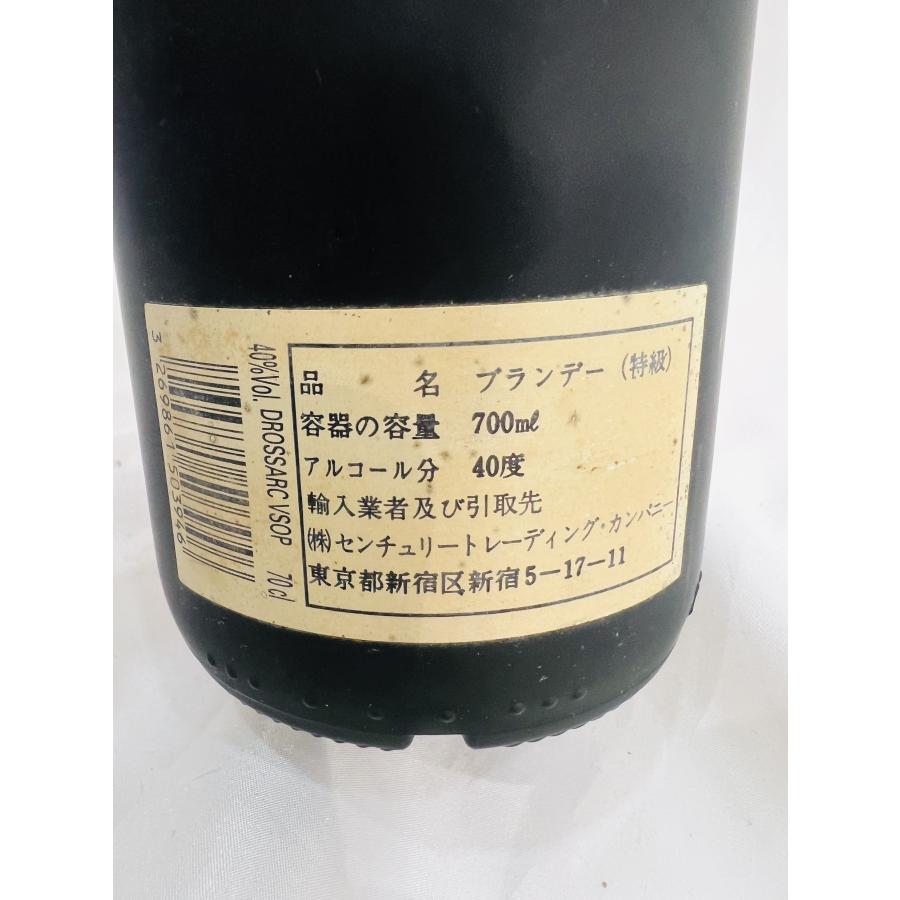 品　　　名　ブランデー（特級）
容器の容量　700㎖
アルコール分　40度
輸入業者及び引取先
㈱センチュリートレーディング・カンパニー
東京都新宿区新宿5－17－11
40%Vol. DROSSARC VSOP 70cl
3 269861 503946